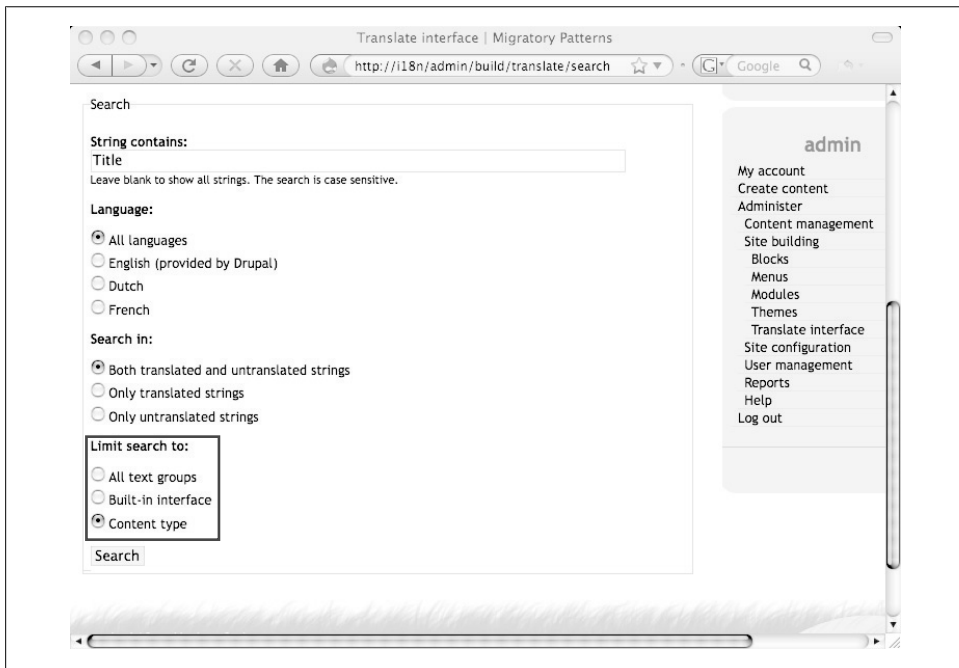 Translate interface | Migratory Patterns
http://i18n/admin/build/translate/search
G
Google
Search
String contains:
Title
Leave blank to show all strings. The search is case sensitive.
Language:
All languages
English (provided by Drupal)
Dutch
French
Search in:
Both translated and untranslated strings
Only translated strings
Only untranslated strings
Limit search to:
All text groups
Built-in interface
Content type
Search
admin
My account
Create content
Administer
Content management
Site building
Blocks
Menus
Modules
Themes
Translate interface
Site configuration
User management
Reports
Help
Log out